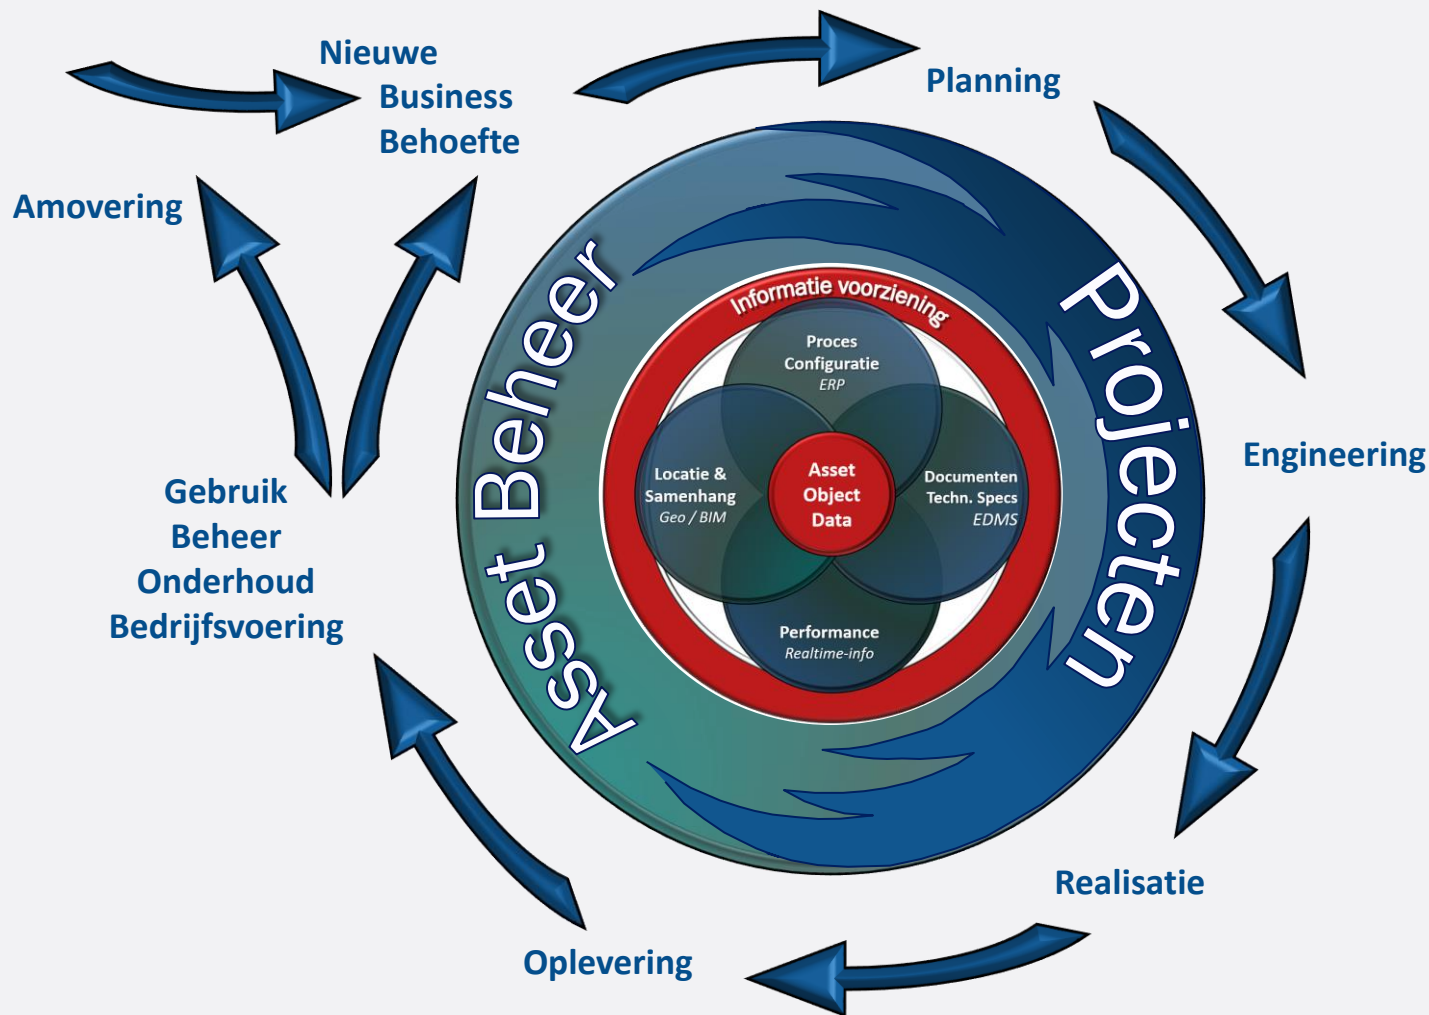 Nieuwe
Business
Behoefte
Planning
Amovering
Engineering
Gebruik
Beheer
Onderhoud
Bedrijfsvoering
Realisatie
Oplevering
Asset Beheer
Projecten
Informatie voorziening
Proces
Configuratie
ERP
Locatie &
Samenhang
Geo / BIM
Asset
Object
Data
Documenten
Techn. Specs
EDMS
Performance
Realtime-info